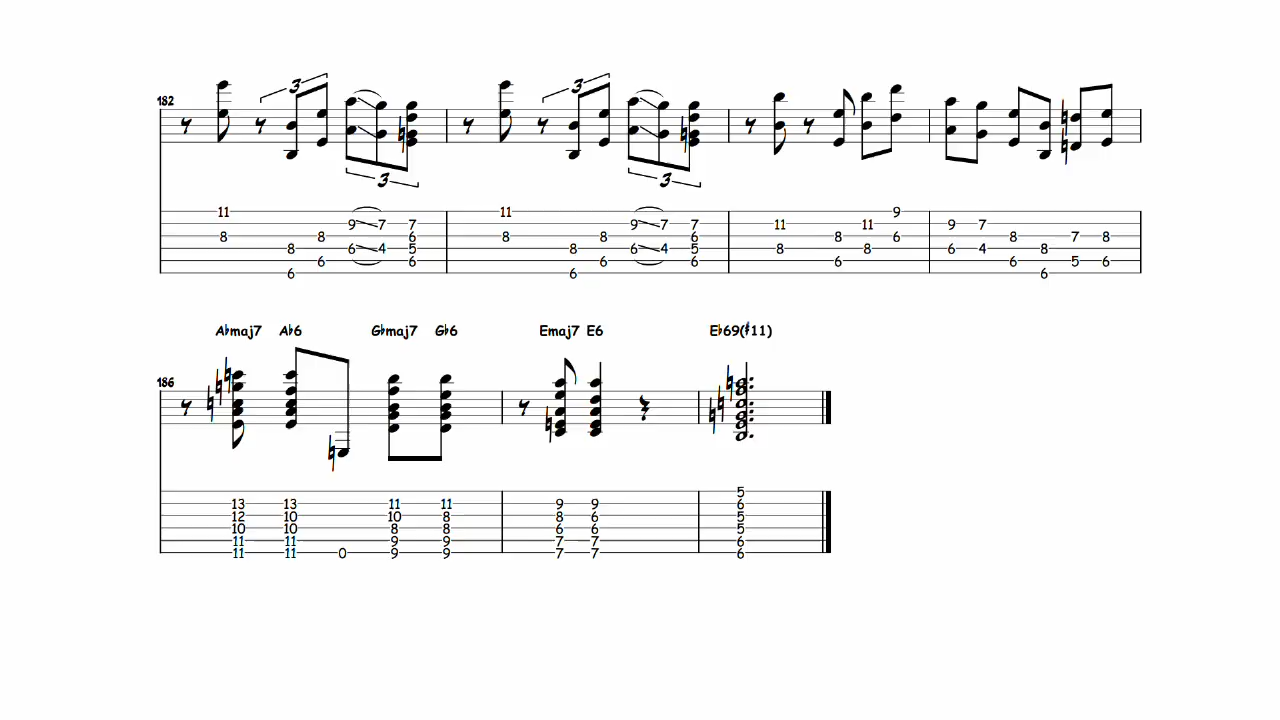 182 3 3 3 3
11 11 9
9 7 7 9 7 7 11 11 9 7
8 8 6 8 8 6 8 6 8 7 8
8 6 4 5 8 6 4 5 8 8 6 4 8
6 6 6 6 6 6 5 6
6 6 6
A♭maj7 A♭6 G♭maj7 G♭6 Emaj7 E6 E♭69(♯11)
186
5
13 13 11 11 9 9 6
12 10 10 8 8 6 5
10 10 8 8 6 6 5
11 11 9 9 7 7 6
11 11 0 9 9 7 7 6